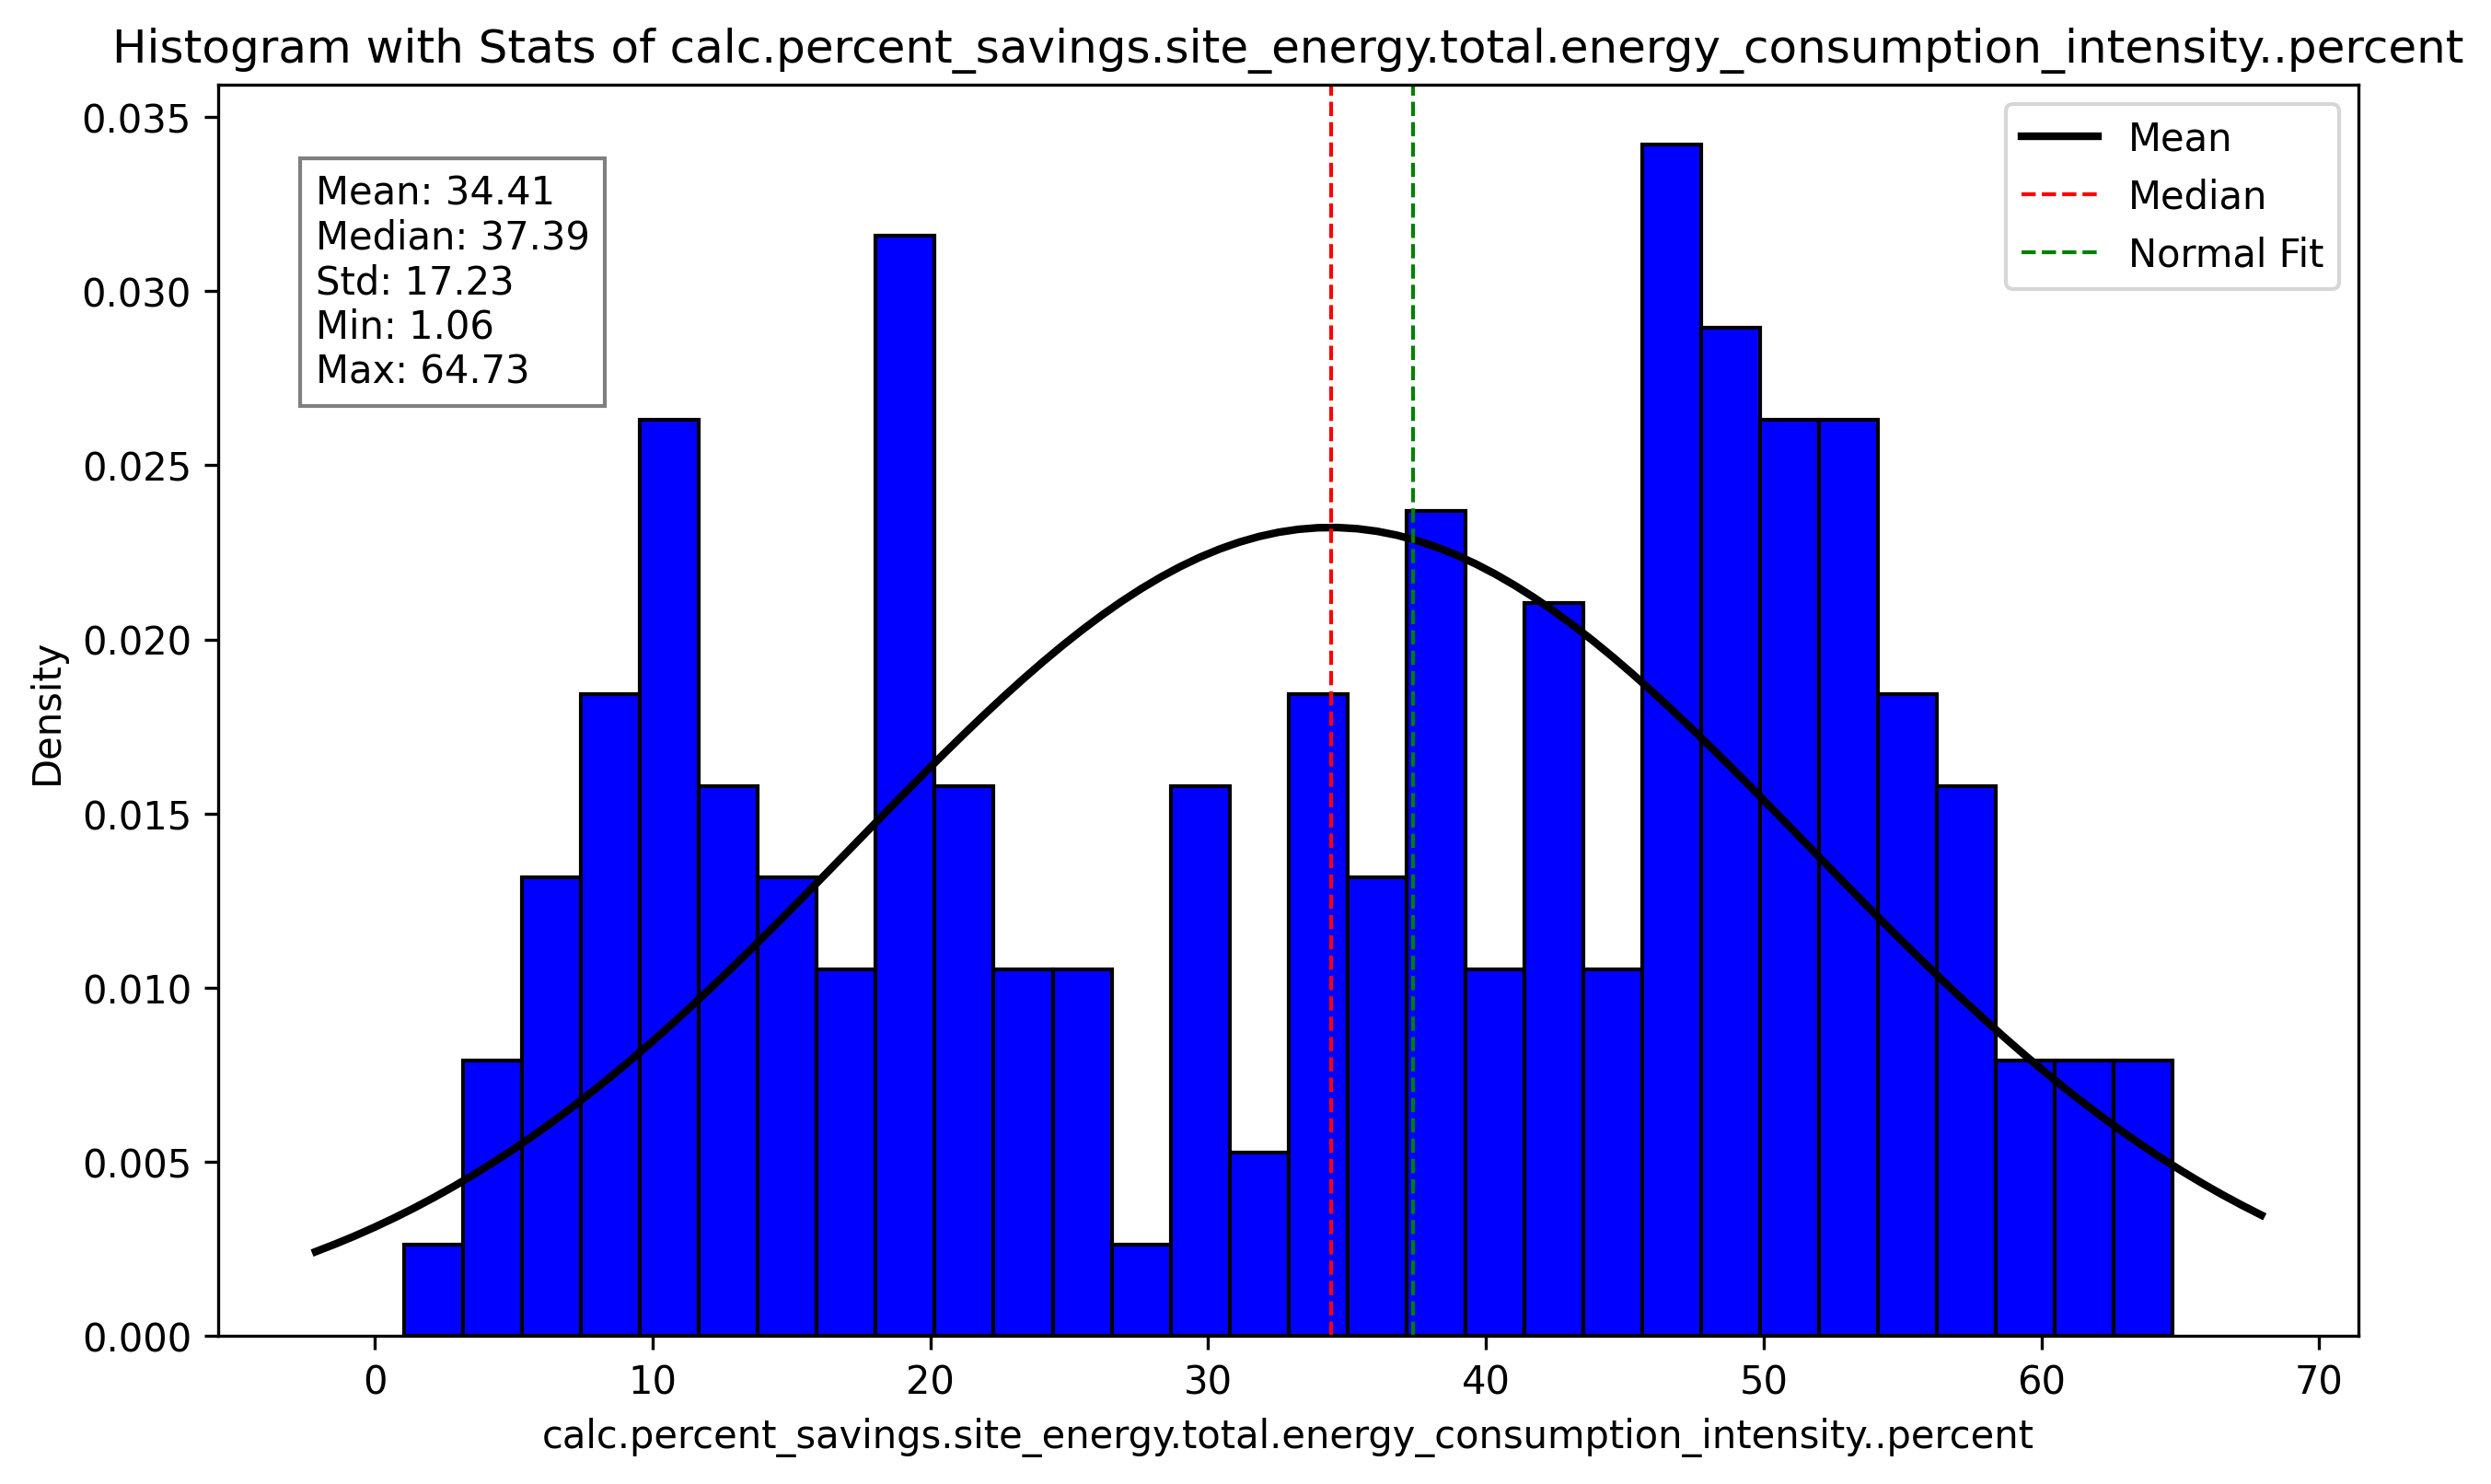 Histogram with Stats of calc.percent_savings.site_energy.total.energy_consumption_intensity..percent
Mean: 34.41
Median: 37.39
Std: 17.23
Min: 1.06
Max: 64.73
Mean
Median
Normal Fit
Density
0.035
0.030
0.025
0.020
0.015
0.010
0.005
0.000
0 10 20 30 40 50 60 70
calc.percent_savings.site_energy.total.energy_consumption_intensity..percent